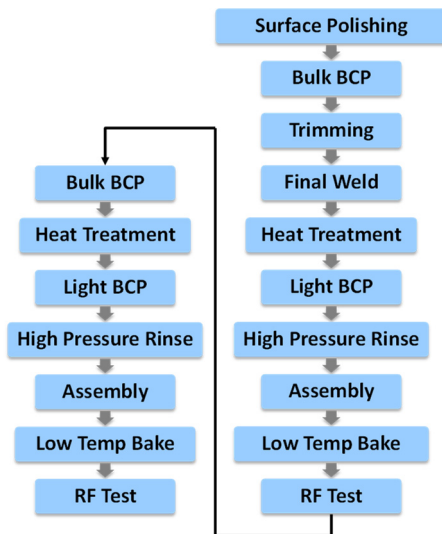 Surface Polishing
Bulk BCP
Trimming
Final Weld
Heat Treatment
Light BCP
High Pressure Rinse
Assembly
Low Temp Bake
RF Test
Bulk BCP
Heat Treatment
Light BCP
High Pressure Rinse
Assembly
Low Temp Bake
RF Test